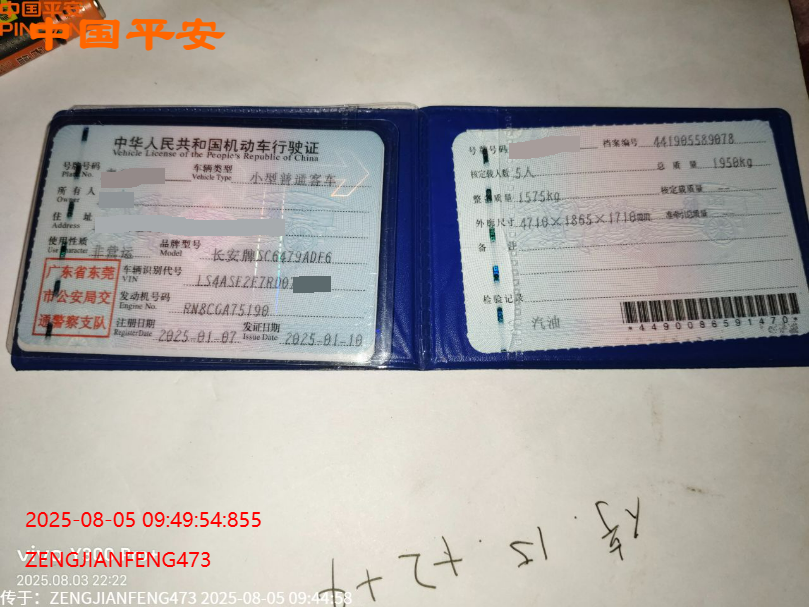 中国平安
PIN
中国平安
中华人民共和国机动车行驶证
Vehicle License of the People's Republic of China
号牌号码
Plate No.
车辆类型 小型普通客车
Vehicle Type
所有人
Owner
住址
Address
使用性质 非营运
Use Character
品牌型号 长安牌SC6479ADF6
Model
车辆识别代号
VIN LS4ASE2E7RD0
发动机号码
Engine No. RN8CGA75190
注册日期 2025-01-07
Register Date
发证日期 2025-01-10
Issue Date
广东省东莞
市公安局交
通警察支队
号牌号码
档案编号 441905589078
核定载人数 5人
总质量 1950kg
整备质量 1575kg
核定载质量 --
外廓尺寸 4710×1865×1710mm
准牵引总质量 --
备注
检验记录
汽油
*4490086591470*
15.+2+4
2025-08-05 09:49:54:855
ZENGJIANFENG473
2025.08.03 22:22
传于：ZENGJIANFENG473 2025-08-05 09:44:58